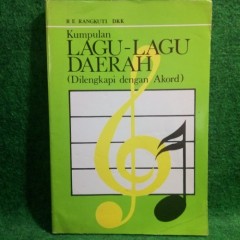 R E. RANGKUTI DKK
Kumpulan
LAGU-LAGU
DAERAH
(Dilengkapi dengan Akord)